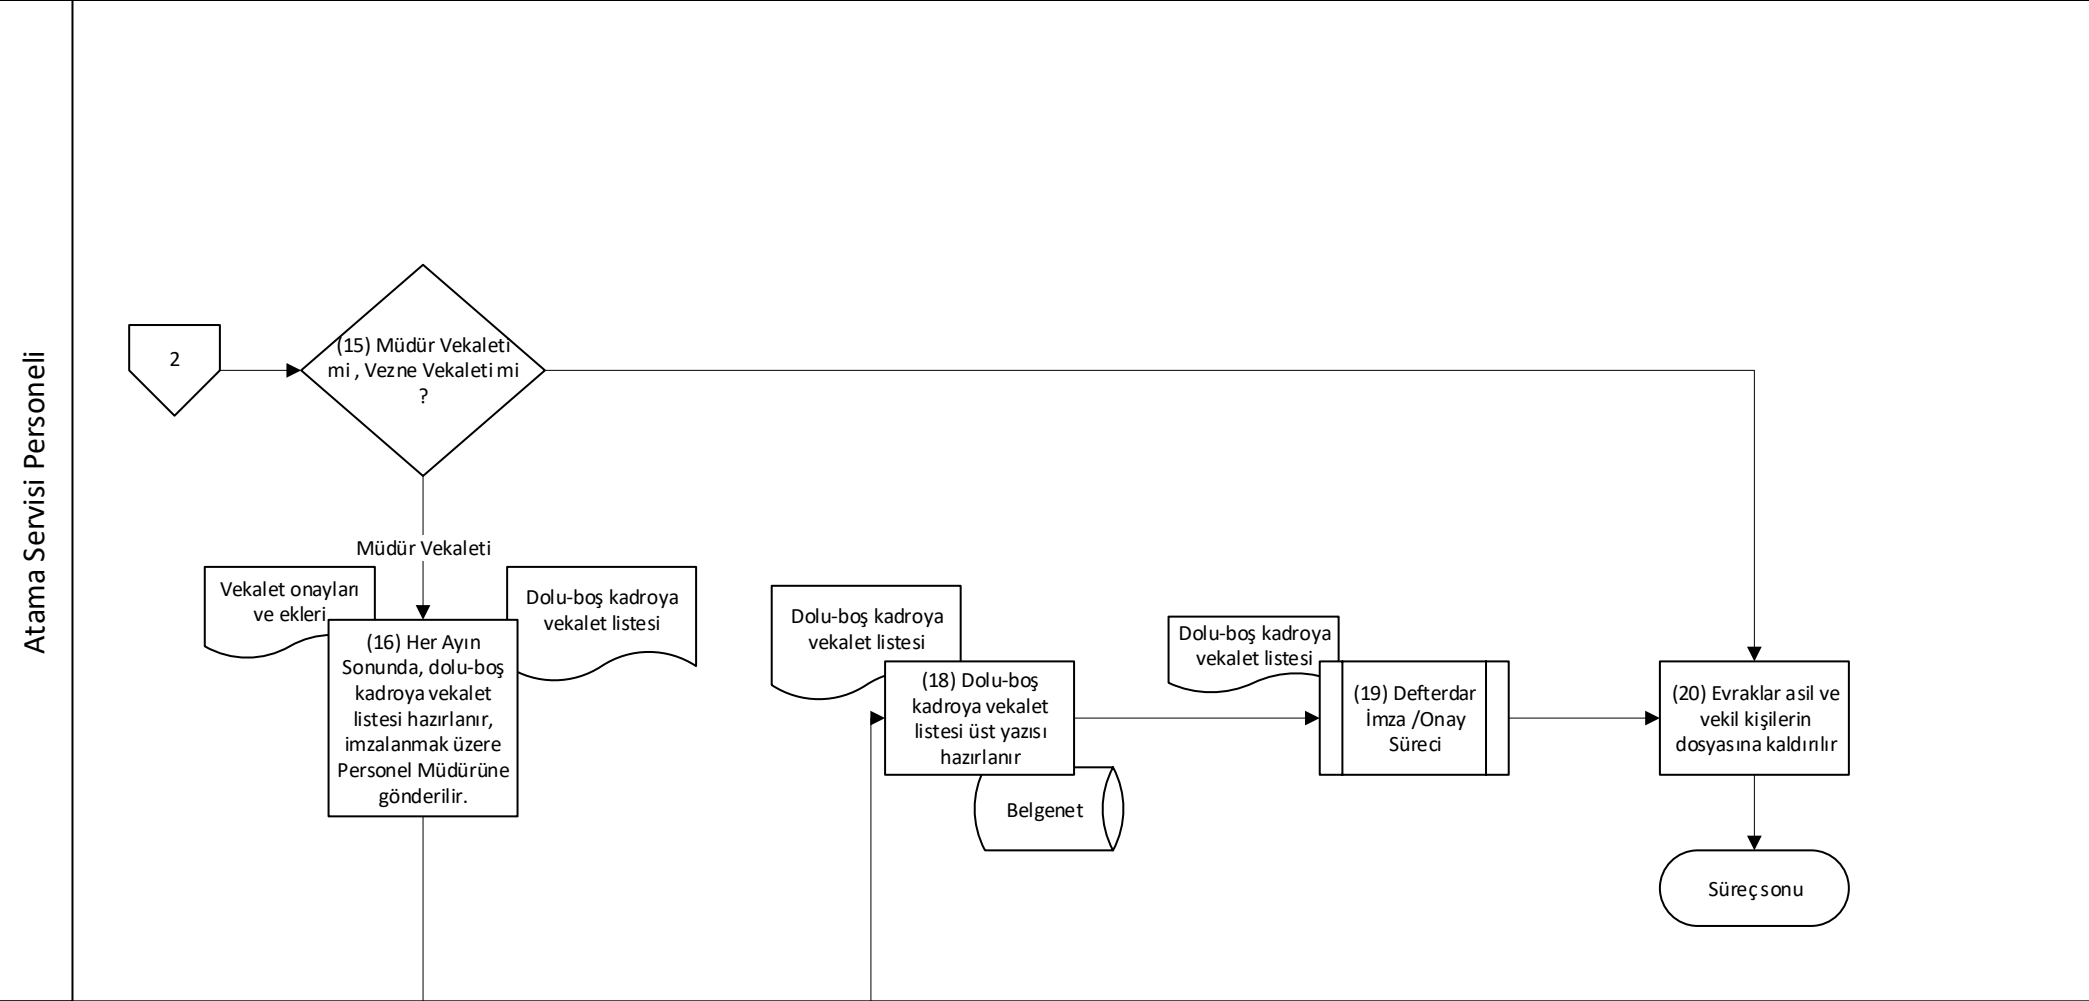 Atama Servisi Personeli
2
(15) Müdür Vekaleti
mi , Vezne Vekaleti mi
?
Müdür Vekaleti
Vekalet onayları
ve ekleri
Dolu-boş kadroya
vekalet listesi
(16) Her Ayın
Sonunda, dolu-boş
kadroya vekalet
listesi hazırlanır,
imzalanmak üzere
Personel Müdürüne
gönderilir.
Dolu-boş kadroya
vekalet listesi
(18) Dolu-boş
kadroya vekalet
listesi üst yazısı
hazırlanır
Belgenet
Dolu-boş kadroya
vekalet listesi
(19) Defterdar
İmza /Onay
Süreci
(20) Evraklar asil ve
vekil kişilerin
dosyasına kaldırılır
Süreç sonu